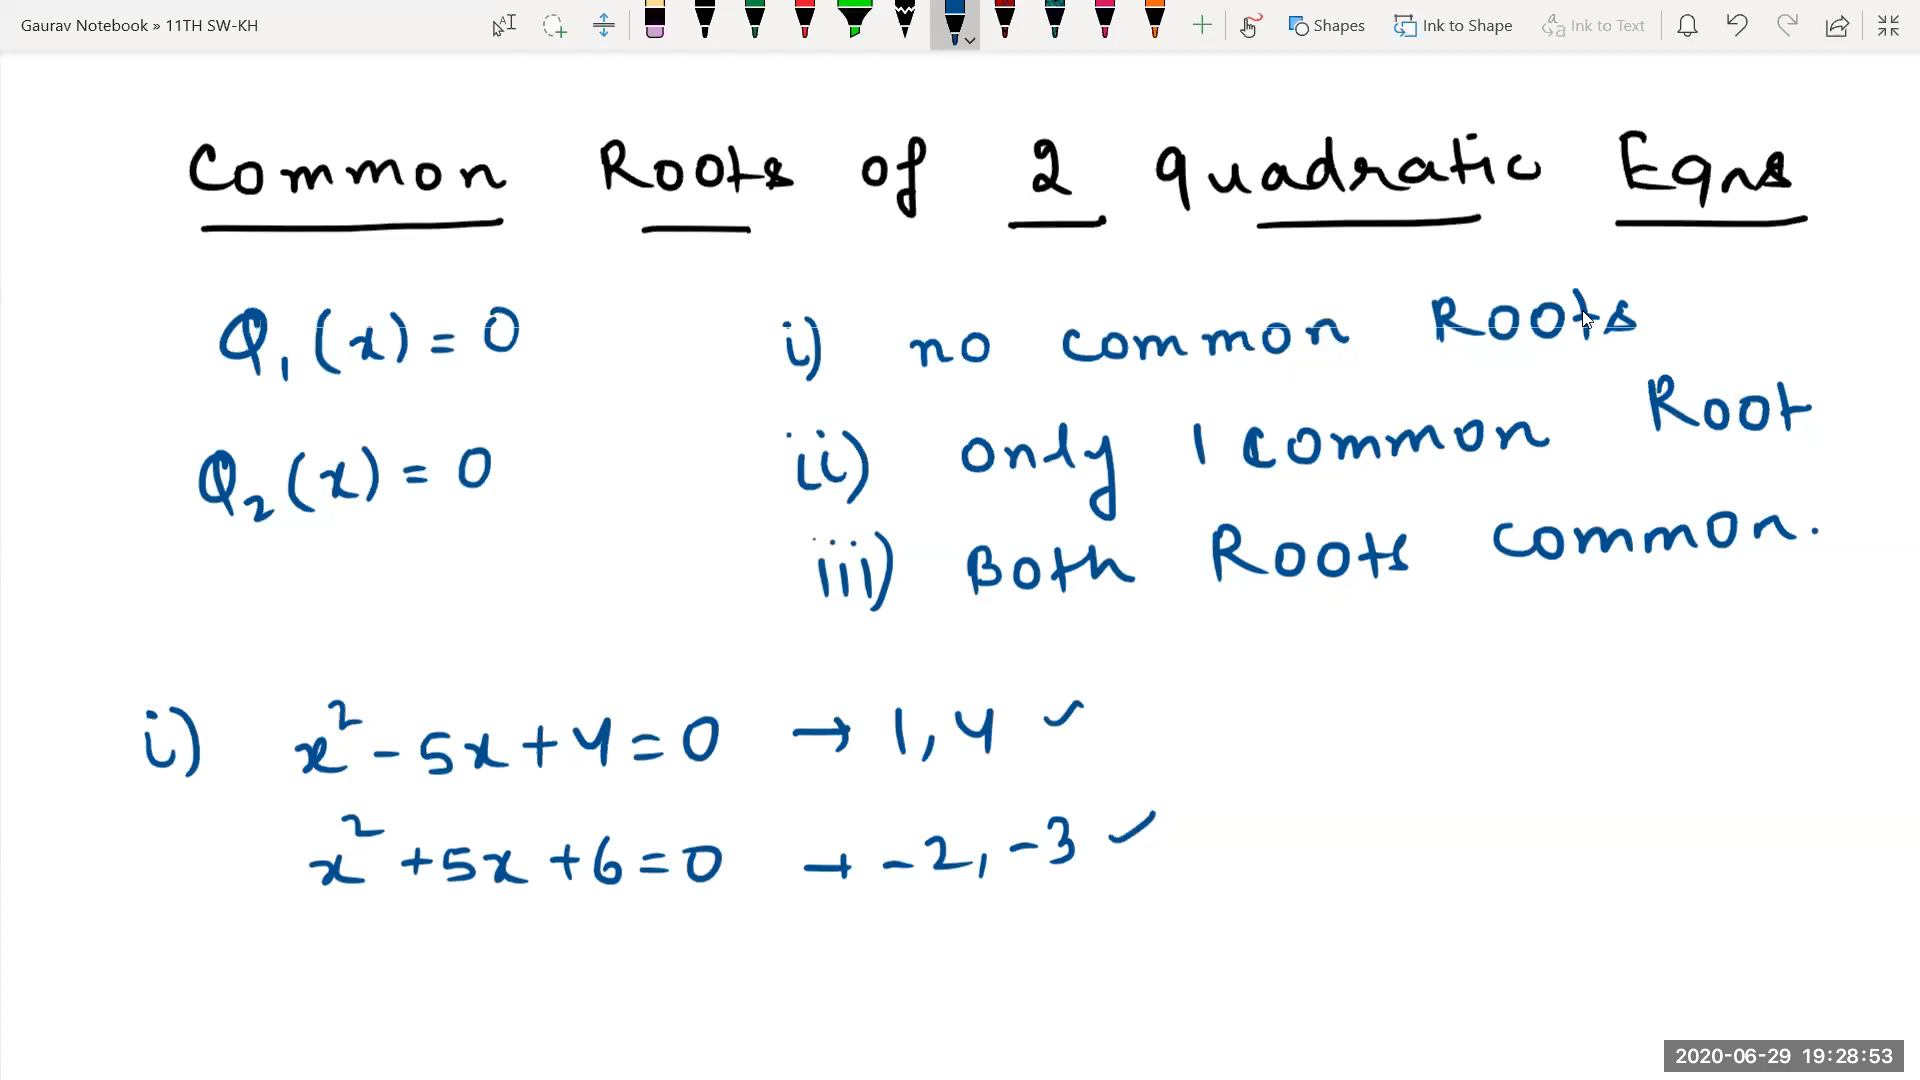 Gaurav Notebook » 11TH SW-KH
Shapes
Ink to Shape
Ink to Text
Common Roots of 2 quadratic Eqns
Q₁(x) = 0
i) no common Roots
Q₂(x) = 0
ii) only 1 common Root
iii) Both Roots common.
i) x² - 5x + 4 = 0 → 1, 4 ✓
x² + 5x + 6 = 0 → -2, -3 ✓
2020-06-29 19:28:53